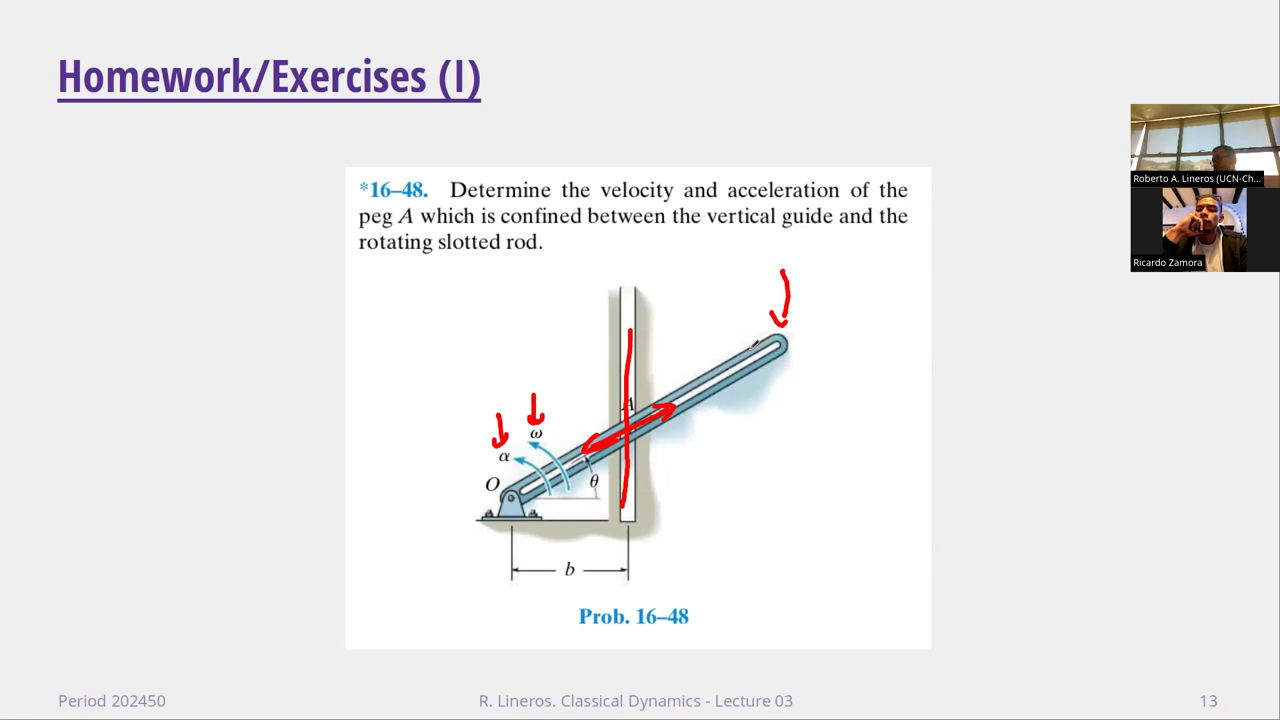 Homework/Exercises (I)
*16–48. Determine the velocity and acceleration of the
peg A which is confined between the vertical guide and the
rotating slotted rod.
A
ω
α
O
θ
b
Prob. 16–48
Roberto A. Lineros (UCN-Ch...
Ricardo Zamora
Period 202450
R. Lineros. Classical Dynamics - Lecture 03
13